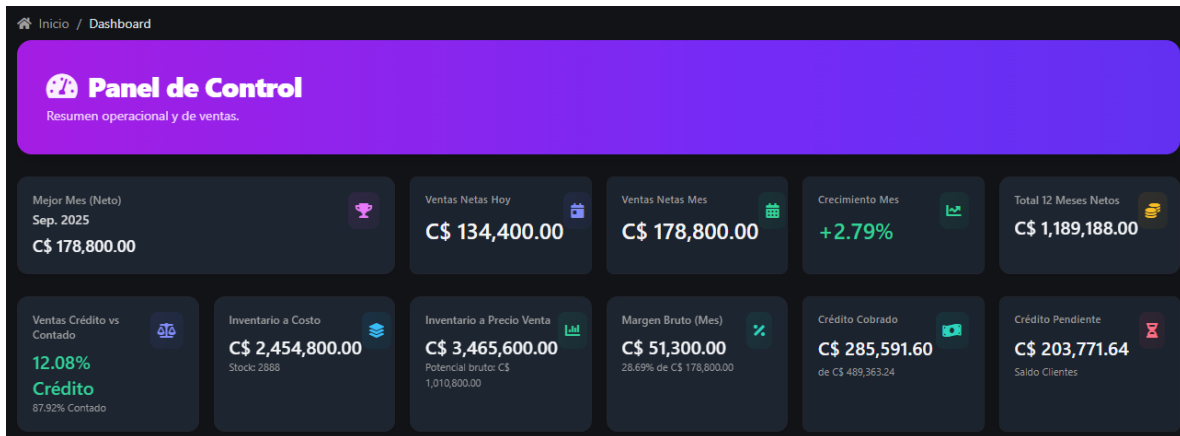 Inicio / Dashboard
Panel de Control
Resumen operacional y de ventas.
Mejor Mes (Neto)
Sep. 2025
C$ 178,800.00
Ventas Netas Hoy
C$ 134,400.00
Ventas Netas Mes
C$ 178,800.00
Crecimiento Mes
+2.79%
Total 12 Meses Netos
C$ 1,189,188.00
Ventas Crédito vs
Contado
12.08%
Crédito
87.92% Contado
Inventario a Costo
C$ 2,454,800.00
Stock: 2888
Inventario a Precio Venta
C$ 3,465,600.00
Potencial bruto: C$
1,010,800.00
Margen Bruto (Mes)
C$ 51,300.00
28.69% de C$ 178,800.00
Crédito Cobrado
C$ 285,591.60
de C$ 489,363.24
Crédito Pendiente
C$ 203,771.64
Saldo Clientes